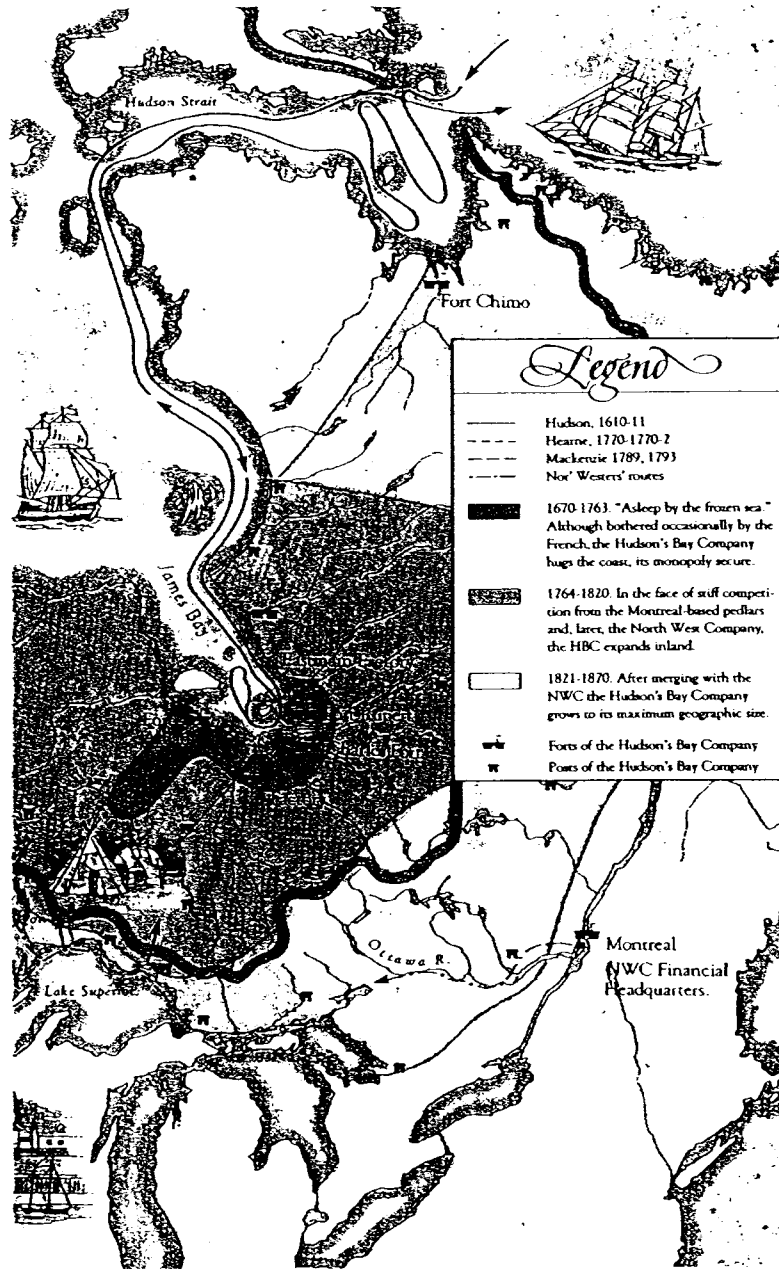 Hudson Strait
Fort Chimo
Legend
Hudson, 1610-11
Hearne, 1770-1770-2
Mackenzie 1789, 1793
Nor' Westers' routes
1670-1763. "Asleep by the frozen sea."
Although bothered occasionally by the
French, the Hudson's Bay Company
hugs the coast, its monopoly secure.
1764-1820. In the face of stiff competi-
tion from the Montreal-based pedlars
and, later, the North West Company,
the HBC expands inland.
1821-1870. After merging with the
NWC the Hudson's Bay Company
grows to its maximum geographic size.
Forts of the Hudson's Bay Company
Posts of the Hudson's Bay Company
James Bay
Ottawa R.
Montreal
NWC Financial
Headquarters.
Lake Superior